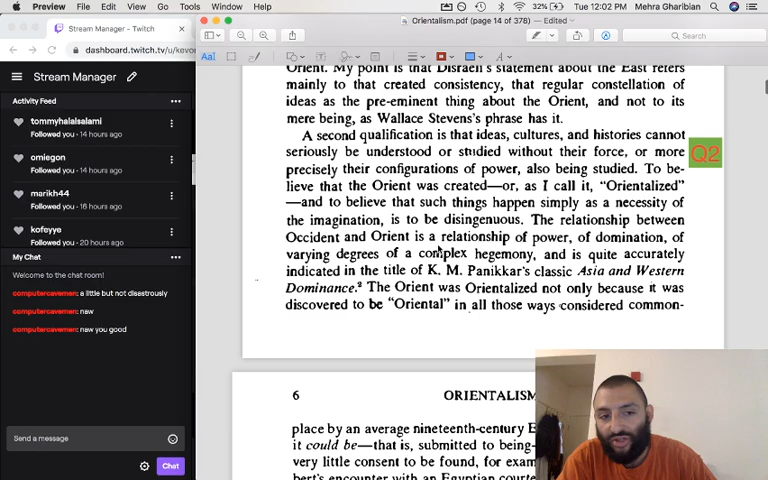 Preview File Edit View Go Tools Window Help
32% Tue 12:02 PM Mehra Gharibian
Stream Manager - Twitch
dashboard.twitch.tv/u/kevo
Stream Manager
Activity Feed
tommyhalalsalami
Followed you · 14 hours ago
omiegon
Followed you · 14 hours ago
marikh44
Followed you · 16 hours ago
kofeyye
Followed you · 20 hours ago
My Chat
Welcome to the chat room!
computercavemen: a little but not disastrously
computercavemen: naw
computercavemen: naw you good
Send a message
Chat
Orientalism.pdf (page 14 of 378) — Edited
Search
Orient. My point is that Disraeli's statement about the East refers
mainly to that created consistency, that regular constellation of
ideas as the pre-eminent thing about the Orient, and not to its
mere being, as Wallace Stevens's phrase has it.
A second qualification is that ideas, cultures, and histories cannot
seriously be understood or studied without their force, or more
precisely their configurations of power, also being studied. To be-
lieve that the Orient was created—or, as I call it, "Orientalized"
—and to believe that such things happen simply as a necessity of
the imagination, is to be disingenuous. The relationship between
Occident and Orient is a relationship of power, of domination, of
varying degrees of a complex hegemony, and is quite accurately
indicated in the title of K. M. Panikkar's classic Asia and Western
Dominance.² The Orient was Orientalized not only because it was
discovered to be "Oriental" in all those ways considered common-
Q2
6 ORIENTALISM
place by an average nineteenth-century E
it could be—that is, submitted to being—
very little consent to be found, for exam
bert's encounter with an Egyptian courte